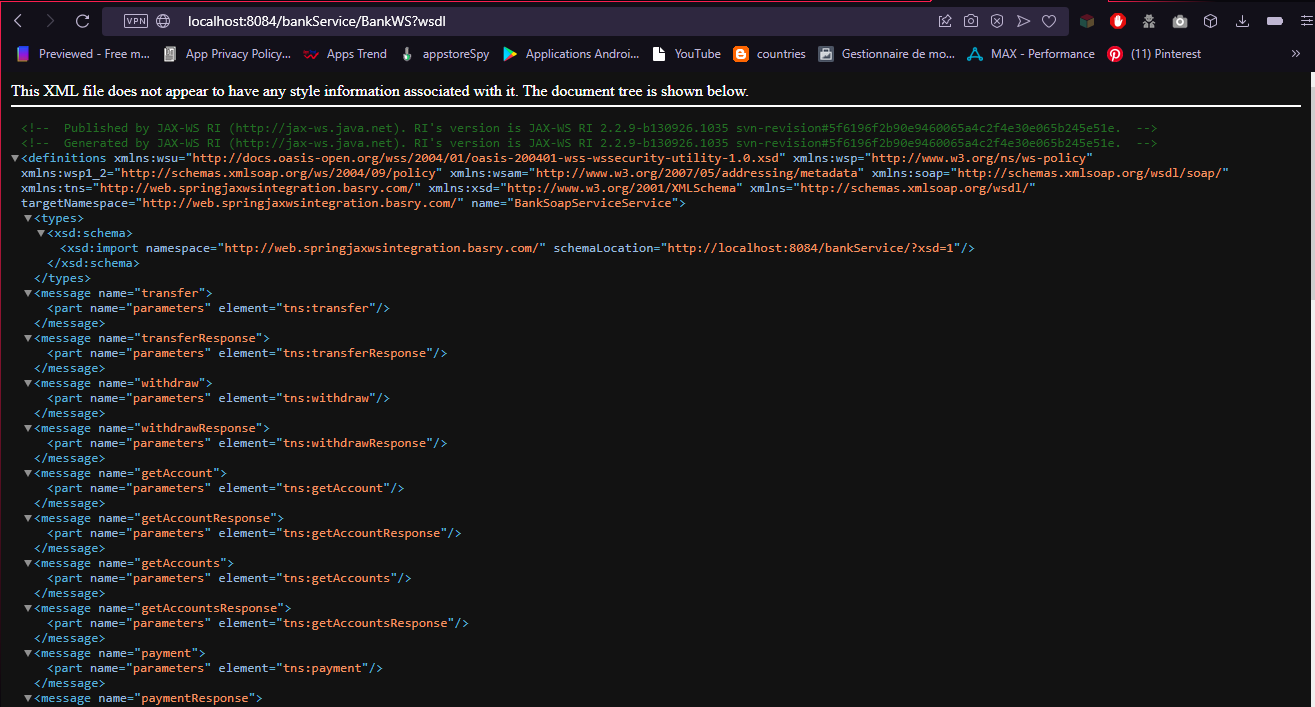 VPN localhost:8084/bankService/BankWS?wsdl
Previewed - Free m... App Privacy Policy... Apps Trend appstoreSpy Applications Androi... YouTube countries Gestionnaire de mo... MAX - Performance (11) Pinterest »
This XML file does not appear to have any style information associated with it. The document tree is shown below.
<!-- Published by JAX-WS RI (http://jax-ws.java.net). RI's version is JAX-WS RI 2.2.9-b130926.1035 svn-revision#5f6196f2b90e9460065a4c2f4e30e065b245e51e. -->
<!-- Generated by JAX-WS RI (http://jax-ws.java.net). RI's version is JAX-WS RI 2.2.9-b130926.1035 svn-revision#5f6196f2b90e9460065a4c2f4e30e065b245e51e. -->
<definitions xmlns:wsu="http://docs.oasis-open.org/wss/2004/01/oasis-200401-wss-wssecurity-utility-1.0.xsd" xmlns:wsp="http://www.w3.org/ns/ws-policy"
xmlns:wsp1_2="http://schemas.xmlsoap.org/ws/2004/09/policy" xmlns:wsam="http://www.w3.org/2007/05/addressing/metadata" xmlns:soap="http://schemas.xmlsoap.org/wsdl/soap/"
xmlns:tns="http://web.springjaxwsintegration.basry.com/" xmlns:xsd="http://www.w3.org/2001/XMLSchema" xmlns="http://schemas.xmlsoap.org/wsdl/"
targetNamespace="http://web.springjaxwsintegration.basry.com/" name="BankSoapServiceService">
<types>
<xsd:schema>
<xsd:import namespace="http://web.springjaxwsintegration.basry.com/" schemaLocation="http://localhost:8084/bankService/?xsd=1"/>
</xsd:schema>
</types>
<message name="transfer">
<part name="parameters" element="tns:transfer"/>
</message>
<message name="transferResponse">
<part name="parameters" element="tns:transferResponse"/>
</message>
<message name="withdraw">
<part name="parameters" element="tns:withdraw"/>
</message>
<message name="withdrawResponse">
<part name="parameters" element="tns:withdrawResponse"/>
</message>
<message name="getAccount">
<part name="parameters" element="tns:getAccount"/>
</message>
<message name="getAccountResponse">
<part name="parameters" element="tns:getAccountResponse"/>
</message>
<message name="getAccounts">
<part name="parameters" element="tns:getAccounts"/>
</message>
<message name="getAccountsResponse">
<part name="parameters" element="tns:getAccountsResponse"/>
</message>
<message name="payment">
<part name="parameters" element="tns:payment"/>
</message>
<message name="paymentResponse">